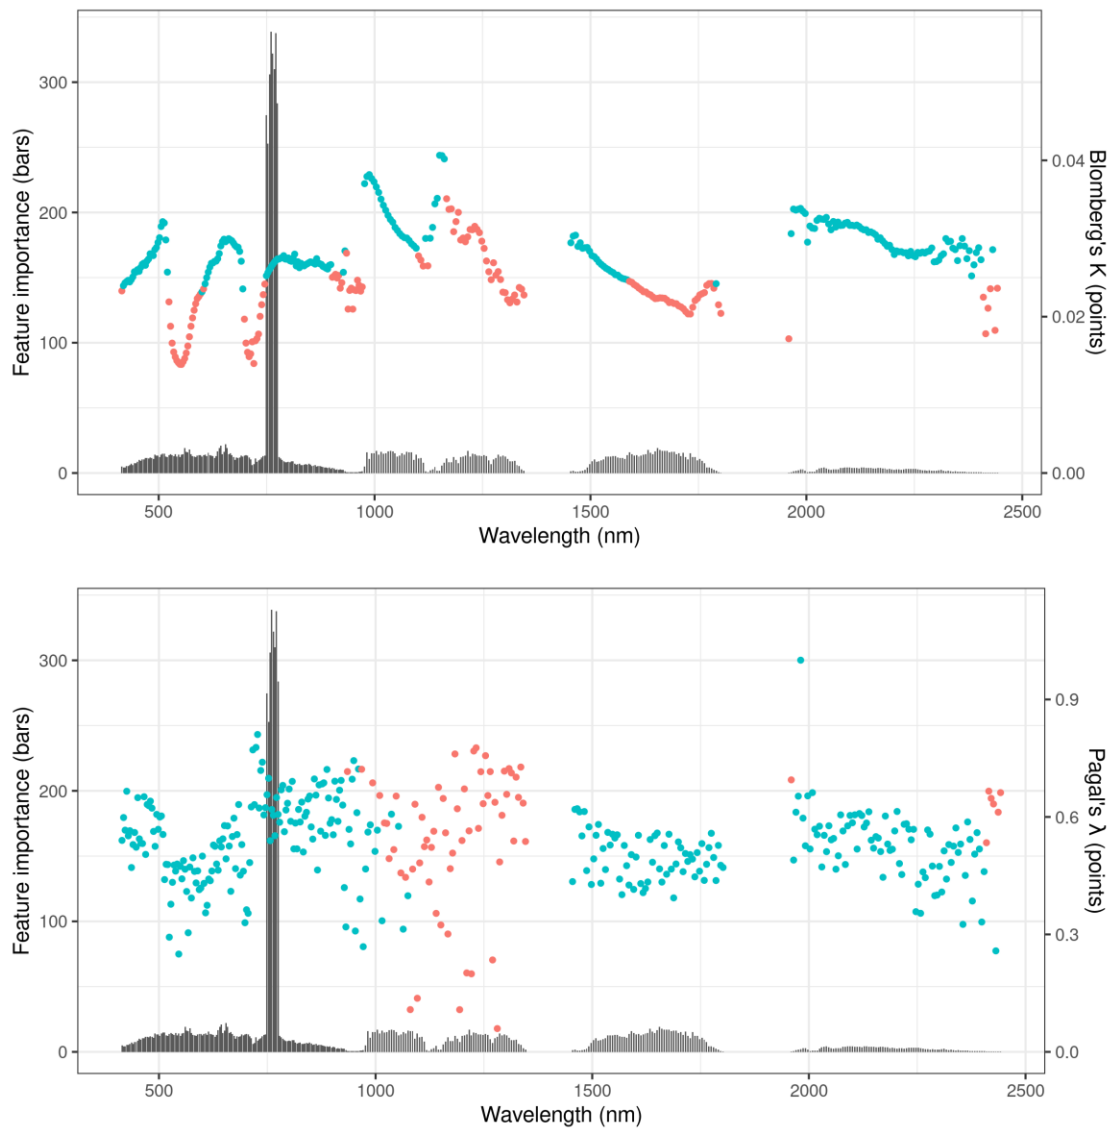 300
200
100
0
Feature importance (bars)
0.04
0.02
0.00
Blomberg's K (points)
500 1000 1500 2000 2500
Wavelength (nm)
300
200
100
0
Feature importance (bars)
0.9
0.6
0.3
0.0
Pagal's λ (points)
500 1000 1500 2000 2500
Wavelength (nm)